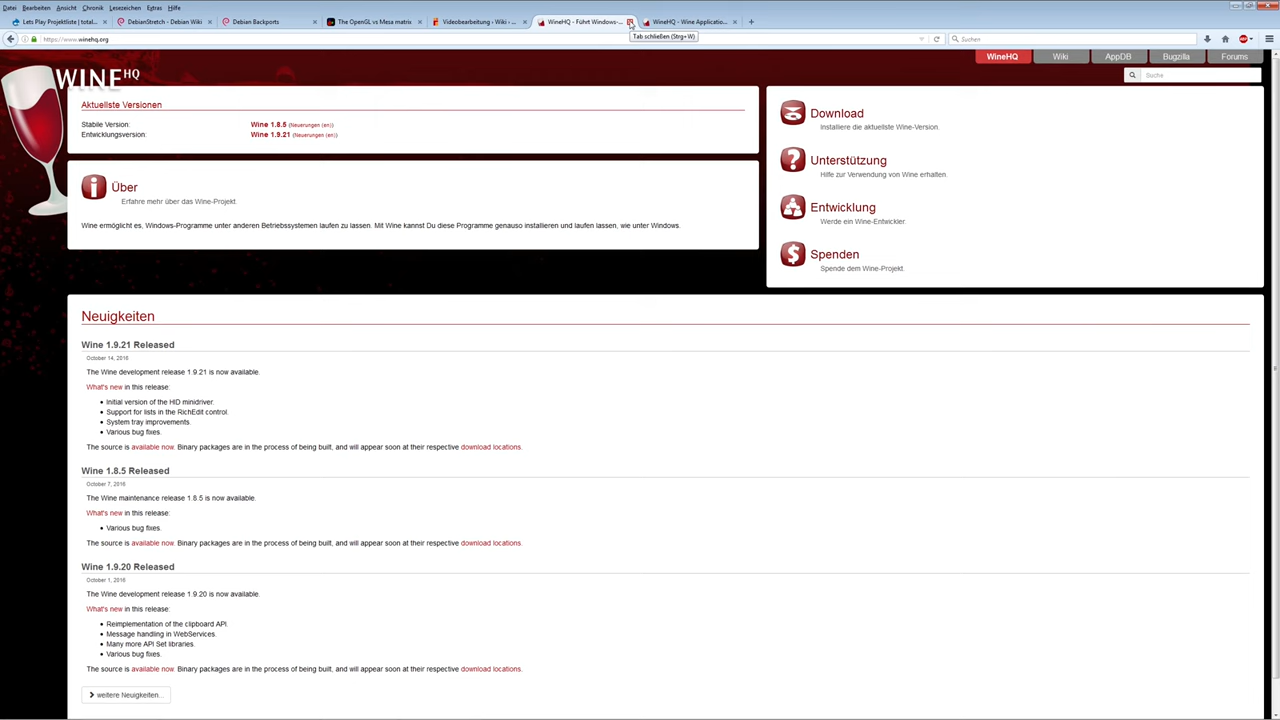 Datei Bearbeiten Ansicht Chronik Lesezeichen Extras Hilfe
Lets Play Projektliste | total...
DebianStretch - Debian Wiki
Debian Backports
The OpenGL vs Mesa matrix
Videobearbeitung › Wiki › ...
WineHQ - Führt Windows-...
WineHQ - Wine Applicatio...
Tab schließen (Strg+W)
https://www.winehq.org
Suchen
ABP
WineHQ Wiki AppDB Bugzilla Forums
Suche
WINE HQ
Aktuellste Versionen
Stabile Version: Wine 1.8.5 (Neuerungen (en))
Entwicklungsversion: Wine 1.9.21 (Neuerungen (en))
Über
Erfahre mehr über das Wine-Projekt.
Wine ermöglicht es, Windows-Programme unter anderen Betriebssystemen laufen zu lassen. Mit Wine kannst Du diese Programme genauso installieren und laufen lassen, wie unter Windows.
Download
Installiere die aktuellste Wine-Version.
Unterstützung
Hilfe zur Verwendung von Wine erhalten.
Entwicklung
Werde ein Wine-Entwickler.
Spenden
Spende dem Wine-Projekt.
Neuigkeiten
Wine 1.9.21 Released
October 14, 2016
The Wine development release 1.9.21 is now available.
What's new in this release:
Initial version of the HID minidriver.
Support for lists in the RichEdit control.
System tray improvements.
Various bug fixes.
The source is available now. Binary packages are in the process of being built, and will appear soon at their respective download locations.
Wine 1.8.5 Released
October 7, 2016
The Wine maintenance release 1.8.5 is now available.
What's new in this release:
Various bug fixes.
The source is available now. Binary packages are in the process of being built, and will appear soon at their respective download locations.
Wine 1.9.20 Released
October 1, 2016
The Wine development release 1.9.20 is now available.
What's new in this release:
Reimplementation of the clipboard API.
Message handling in WebServices.
Many more API Set libraries.
Various bug fixes.
The source is available now. Binary packages are in the process of being built, and will appear soon at their respective download locations.
weitere Neuigkeiten...